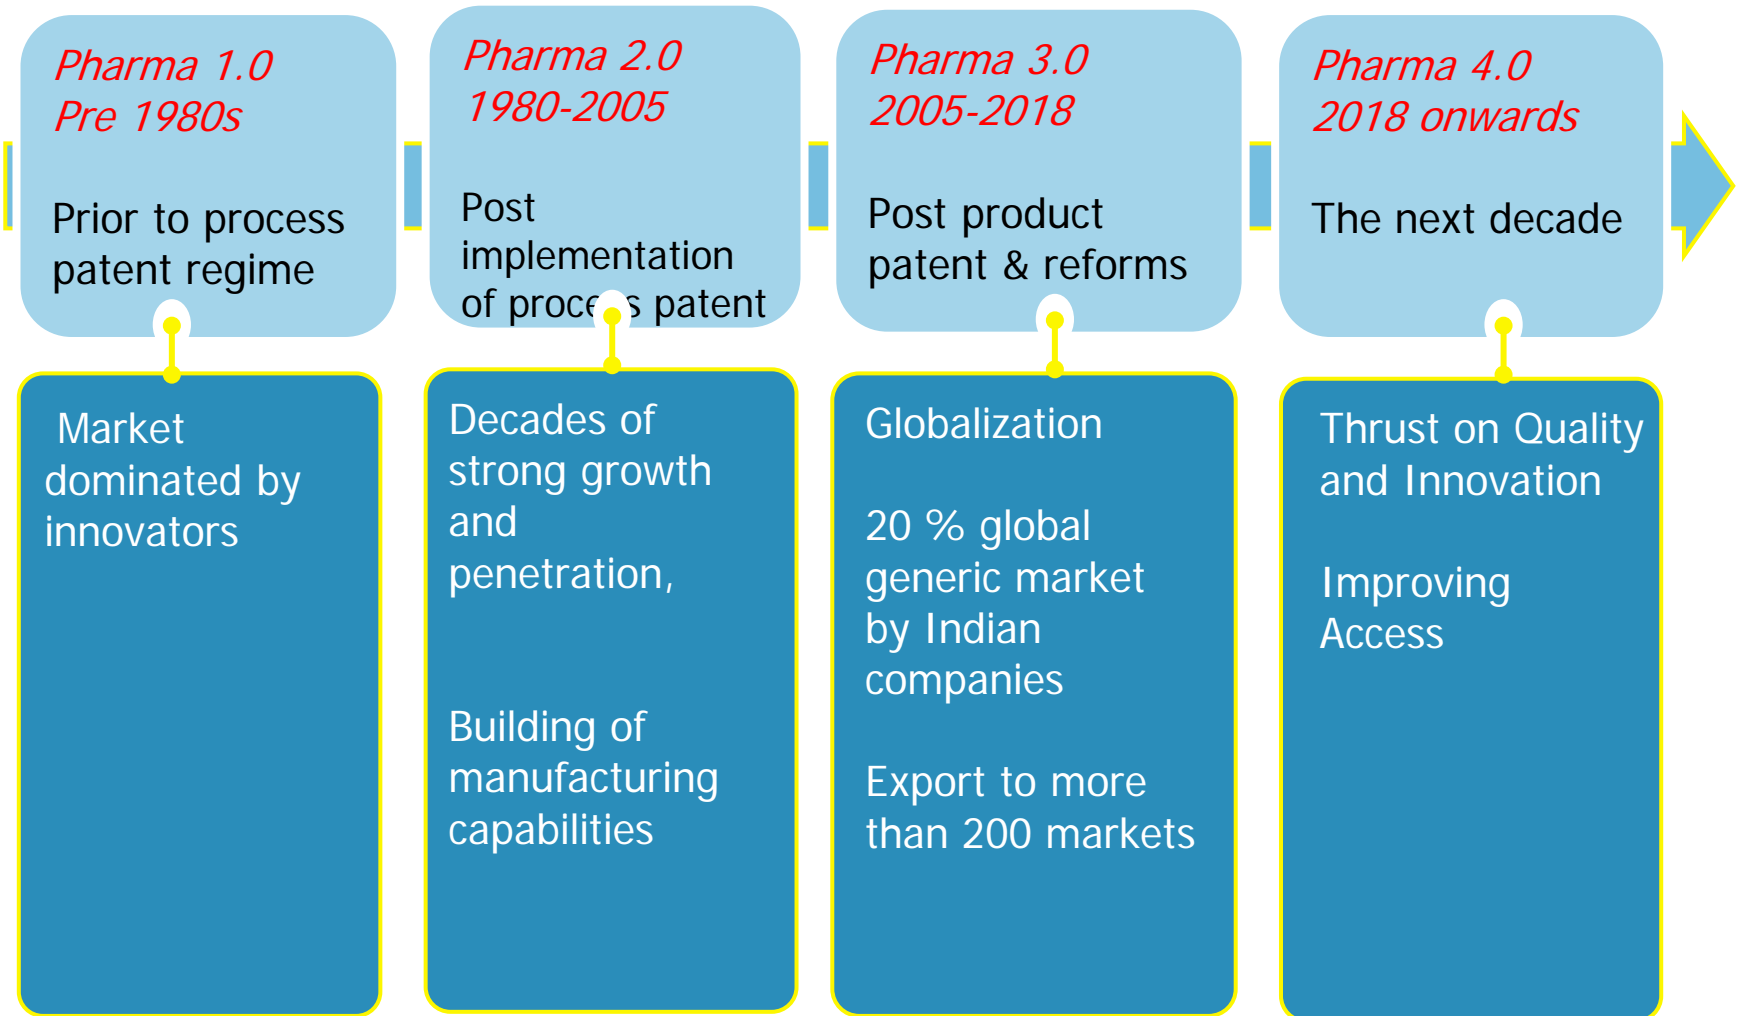 Pharma 1.0
Pre 1980s
Prior to process
patent regime
Market
dominated by
innovators
Pharma 2.0
1980-2005
Post
implementation
of process patent
Decades of
strong growth
and
penetration,
Building of
manufacturing
capabilities
Pharma 3.0
2005-2018
Post product
patent & reforms
Globalization
20 % global
generic market
by Indian
companies
Export to more
than 200 markets
Pharma 4.0
2018 onwards
The next decade
Thrust on Quality
and Innovation
Improving
Access